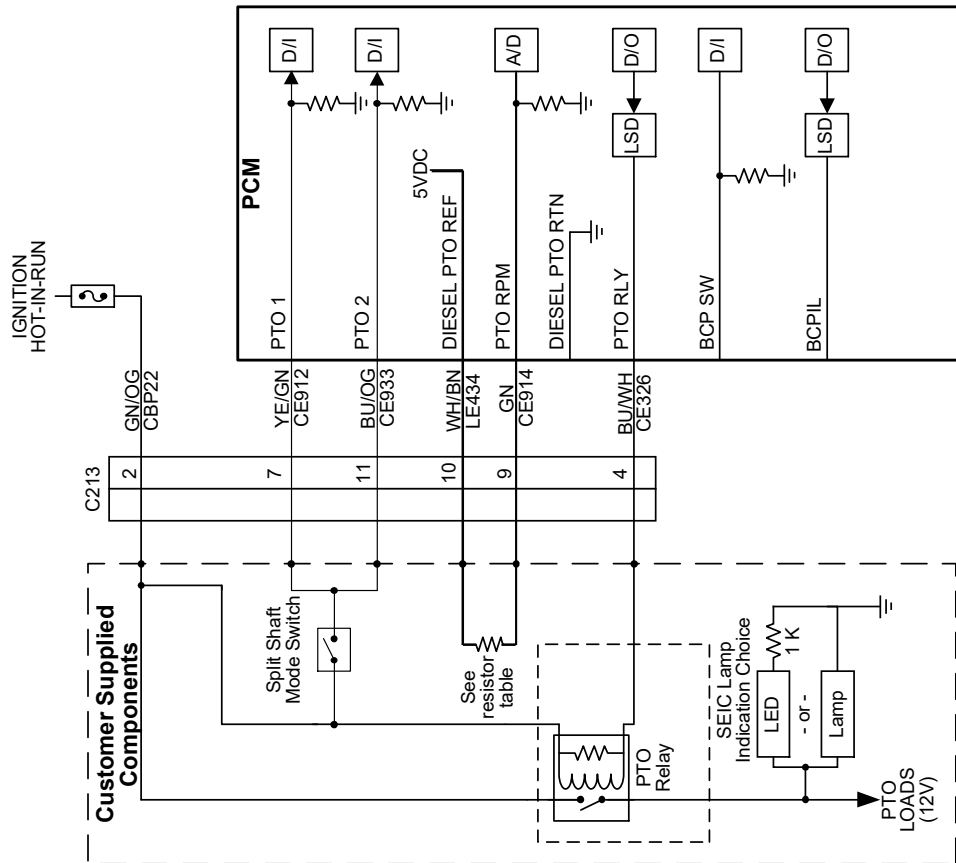 IGNITION
HOT-IN-RUN
GN/OG
CBP22
C213
2
7
11
10
9
4
YE/GN
CE912
BU/OG
CE933
WH/BN
LE434
GN
CE914
BU/WH
CE326
PCM
PTO 1
PTO 2
DIESEL PTO REF
PTO RPM
DIESEL PTO RTN
PTO RLY
BCP SW
BCPIL
5VDC
D/I
D/I
A/D
D/O
LSD
D/I
D/O
LSD
Customer Supplied
Components
Split Shaft
Mode Switch
See
resistor
table
PTO
Relay
SEIC Lamp
Indication Choice
LED
1 K
- or -
Lamp
PTO
LOADS
(12V)